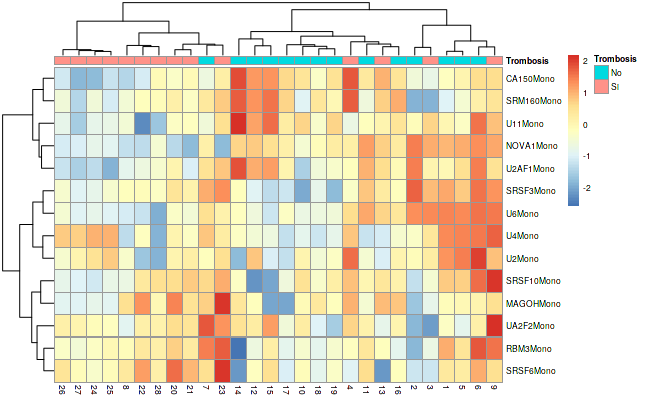 Trombosis
Trombosis
No
SI
2
1
0
-1
-2
CA150Mono
SRM160Mono
U11Mono
NOVA1Mono
U2AF1Mono
SRSF3Mono
U6Mono
U4Mono
U2Mono
SRSF10Mono
MAGOHMono
UA2F2Mono
RBM3Mono
SRSF6Mono
26 27 24 25 8 22 28 20 21 7 23 14 12 15 17 10 18 19 4 11 13 16 2 3 1 5 6 9